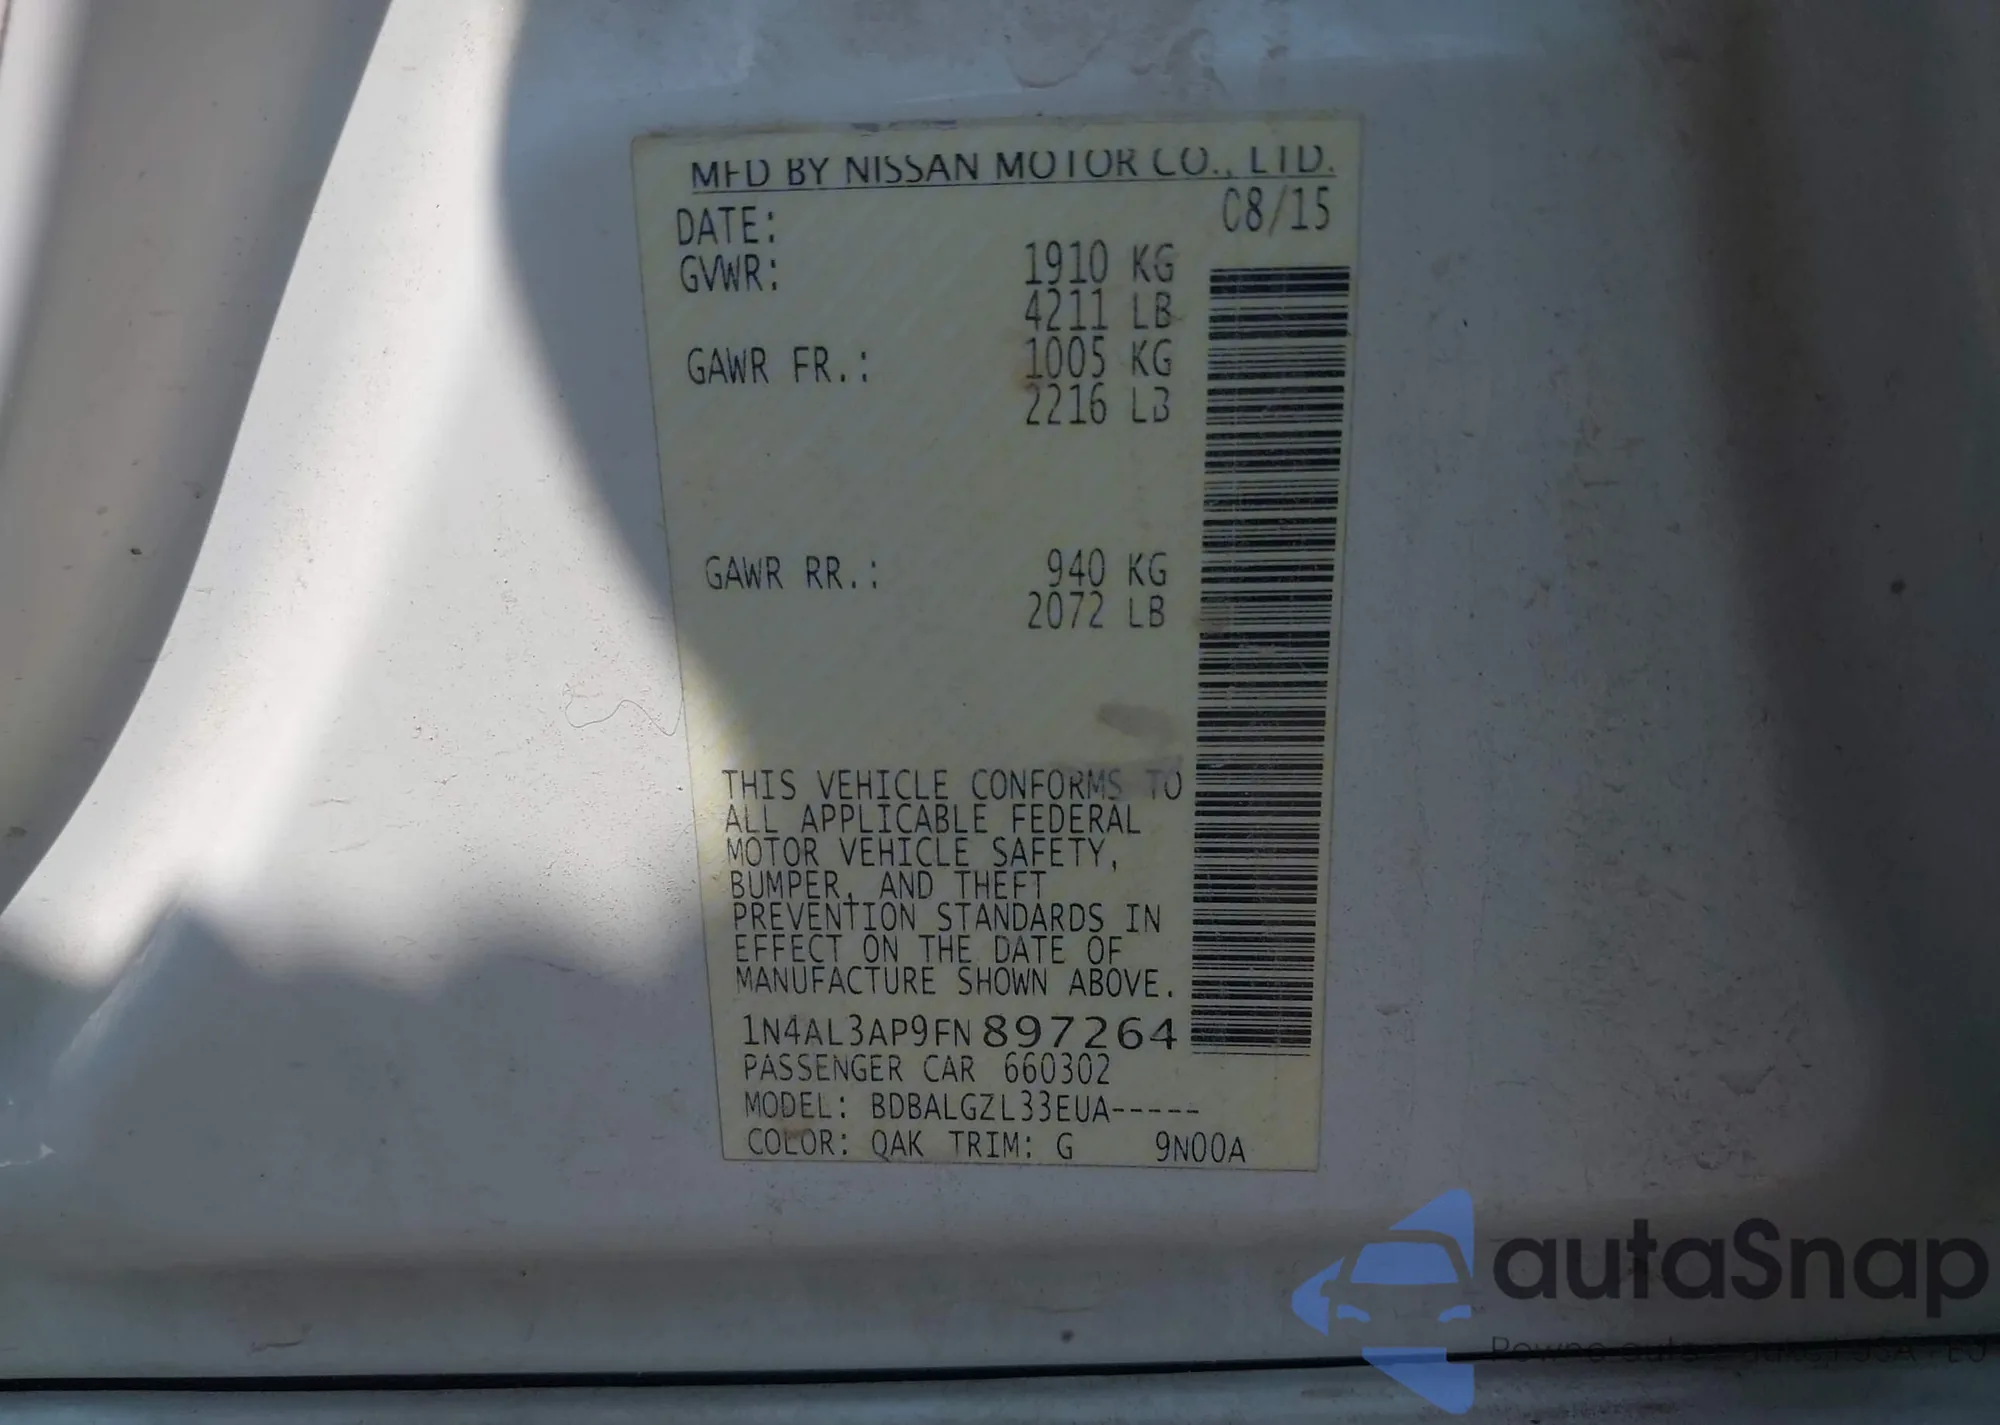 MFD BY NISSAN MOTOR CO., LTD.
DATE: 08/15
GVWR: 1910 KG
4211 LB
GAWR FR.: 1005 KG
2216 LB
GAWR RR.: 940 KG
2072 LB
THIS VEHICLE CONFORMS TO
ALL APPLICABLE FEDERAL
MOTOR VEHICLE SAFETY,
BUMPER, AND THEFT
PREVENTION STANDARDS IN
EFFECT ON THE DATE OF
MANUFACTURE SHOWN ABOVE.
1N4AL3AP9FN897264
PASSENGER CAR 660302
MODEL: BDBALGZL33EUA-----
COLOR: QAK TRIM: G 9N00A
autaSnap